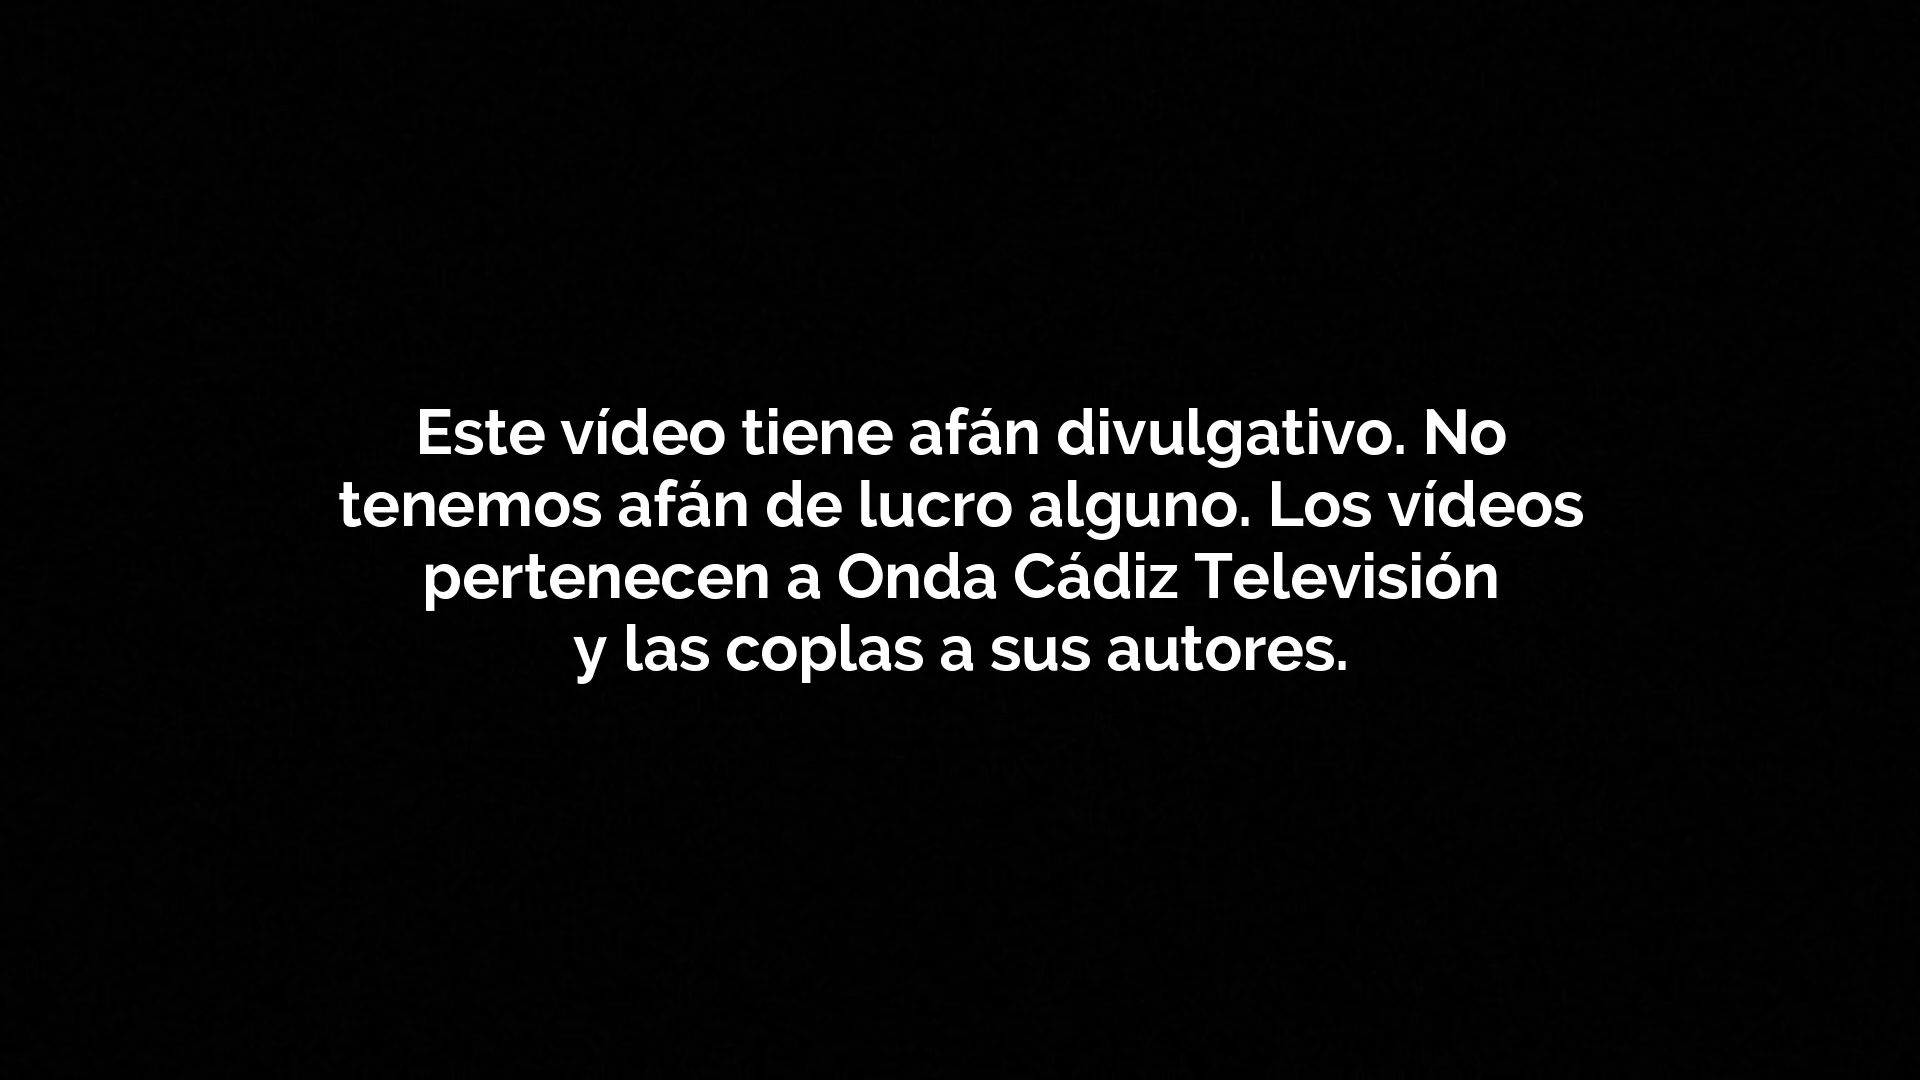 Este vídeo tiene afán divulgativo. No
tenemos afán de lucro alguno. Los vídeos
pertenecen a Onda Cádiz Televisión
y las coplas a sus autores.